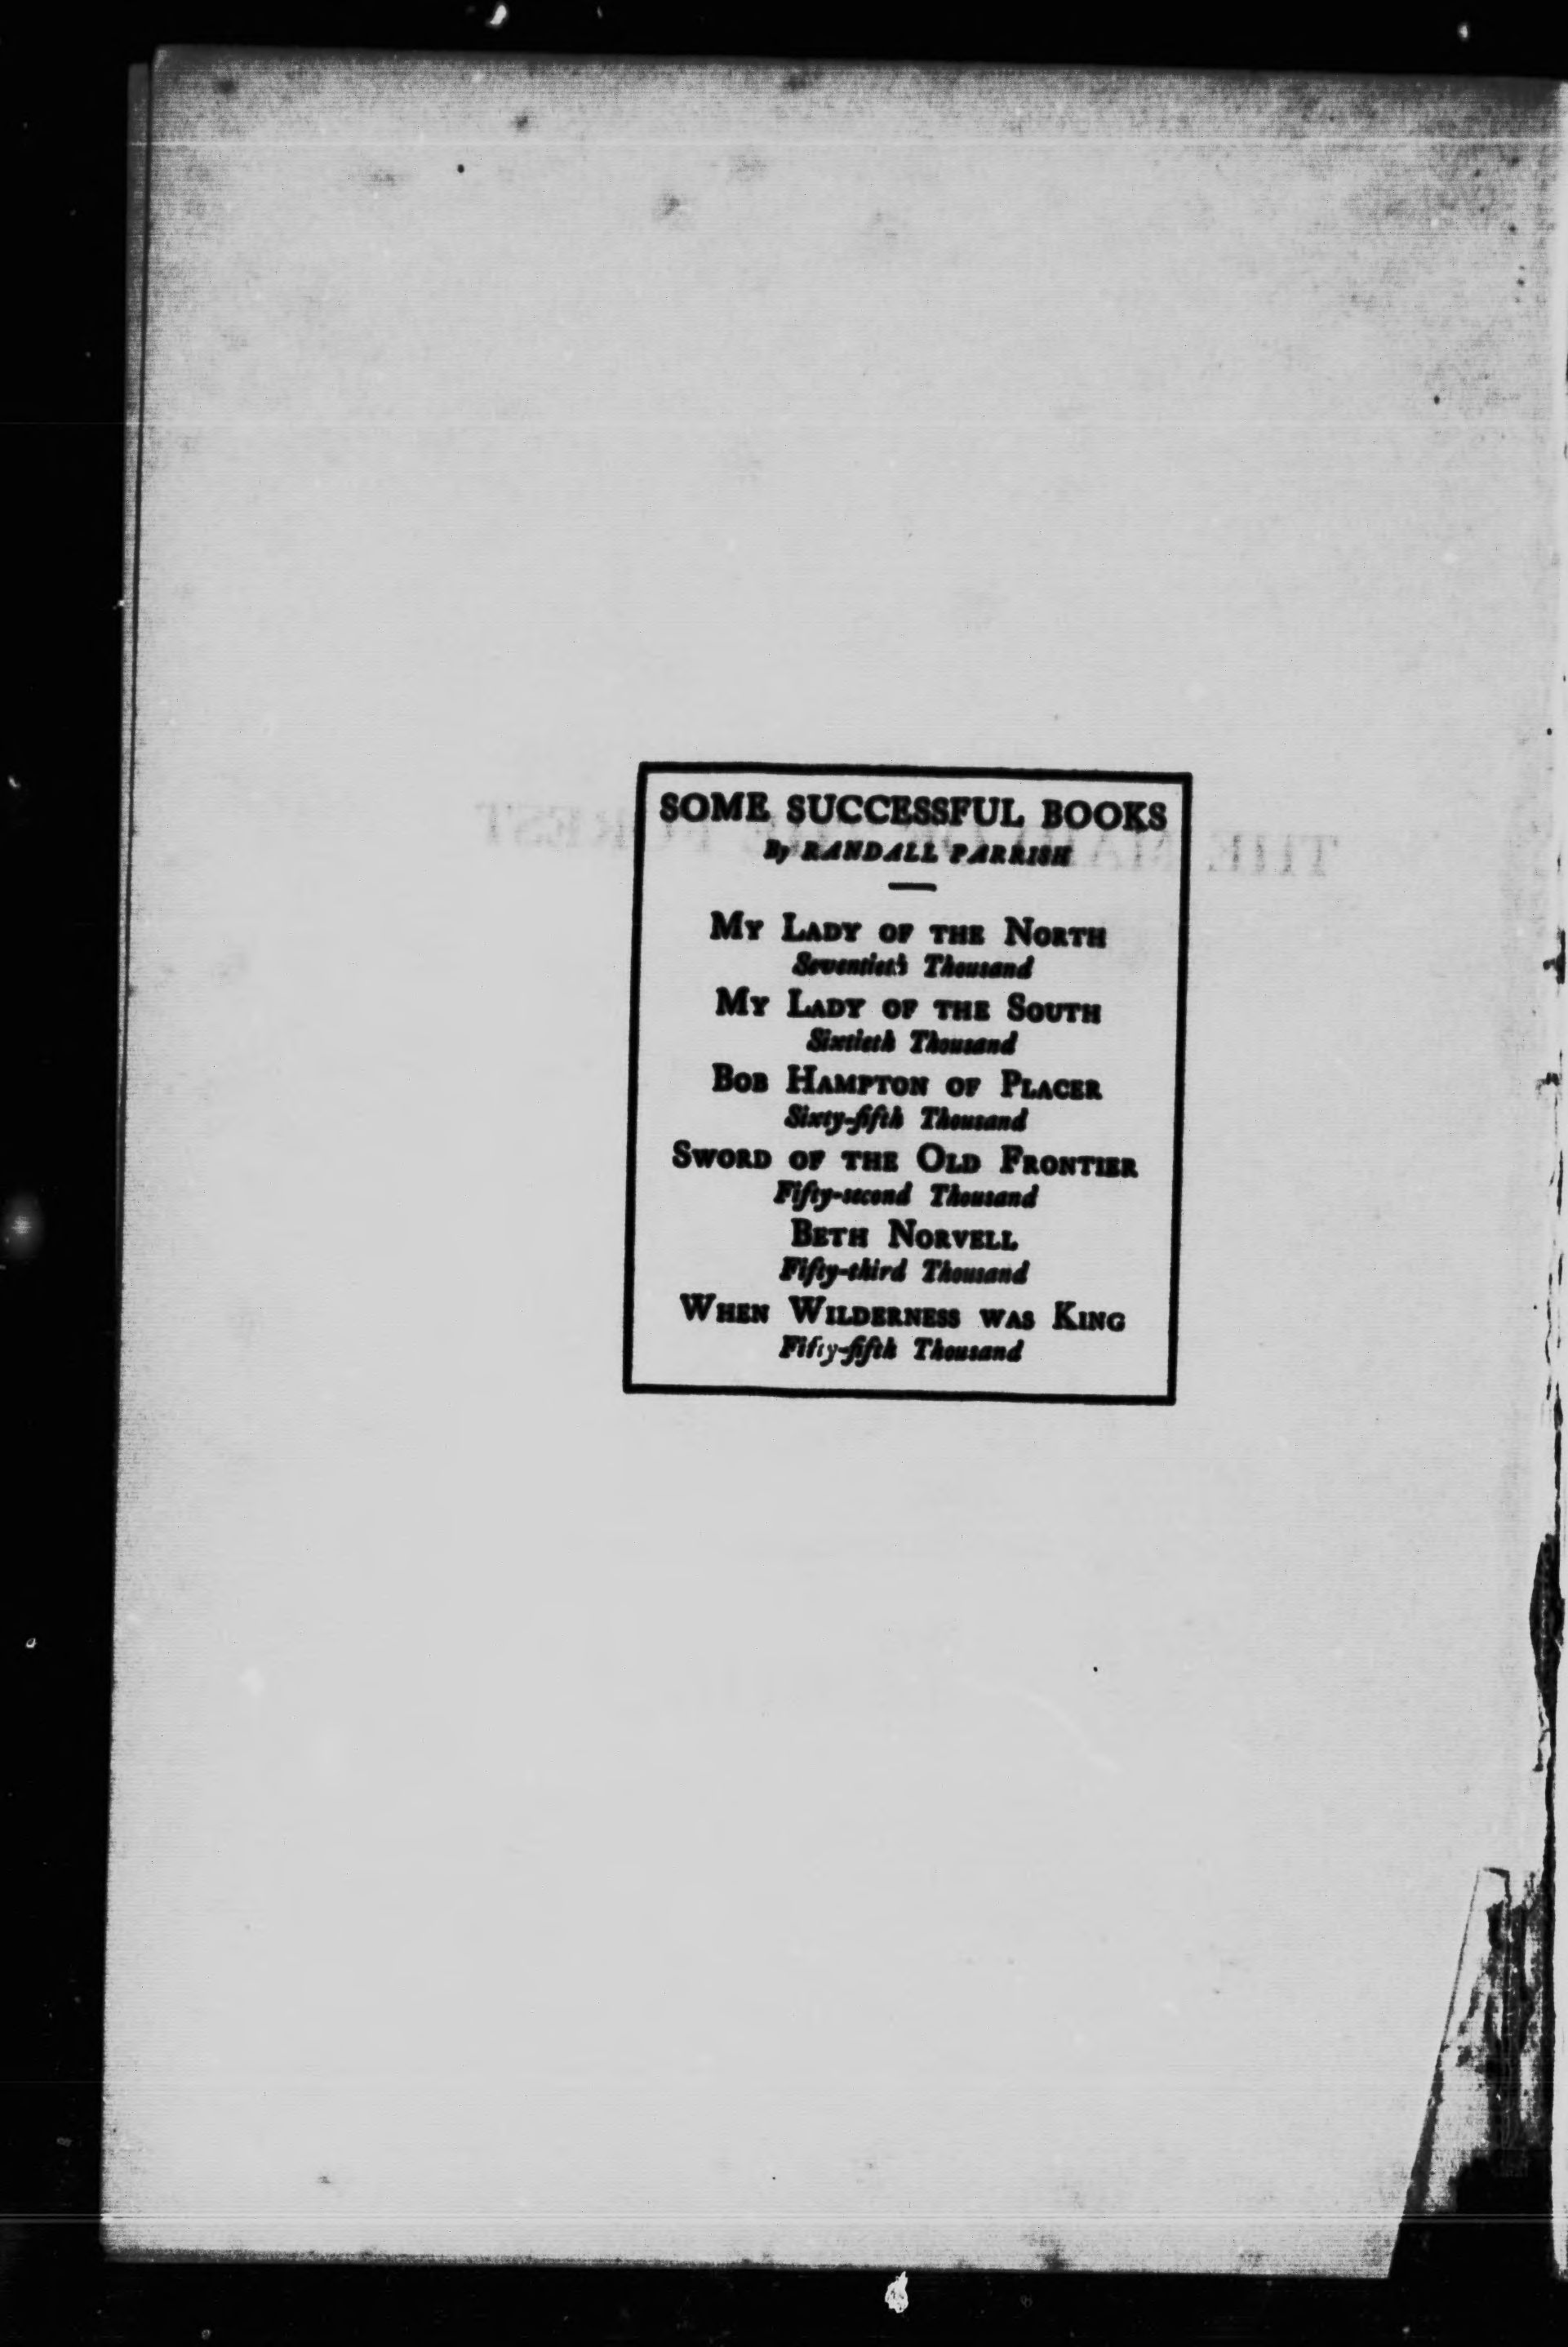 SOME SUCCESSFUL BOOKS
By RANDALL PARRISH
MY LADY OF THE NORTH
Seventieth Thousand
MY LADY OF THE SOUTH
Sixtieth Thousand
BOB HAMPTON OF PLACER
Sixty-fifth Thousand
SWORD OF THE OLD FRONTIER
Fifty-second Thousand
BETH NORVELL
Fifty-third Thousand
WHEN WILDERNESS WAS KING
Fifty-fifth Thousand